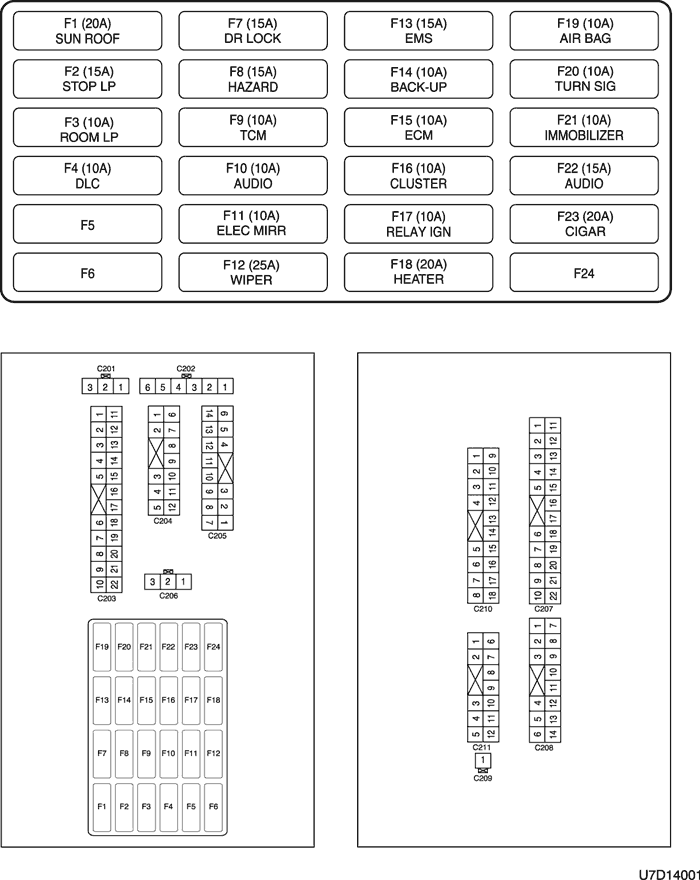 F1 (20A) F7 (15A) F13 (15A) F19 (10A)
SUN ROOF DR LOCK EMS AIR BAG
F2 (15A) F8 (15A) F14 (10A) F20 (10A)
STOP LP HAZARD BACK-UP TURN SIG
F3 (10A) F9 (10A) F15 (10A) F21 (10A)
ROOM LP TCM ECM IMMOBILIZER
F4 (10A) F10 (10A) F16 (10A) F22 (15A)
DLC AUDIO CLUSTER AUDIO
F5 F11 (10A) F17 (10A) F23 (20A)
ELEC MIRR RELAY IGN CIGAR
F6 F12 (25A) F18 (20A) F24
WIPER HEATER
C201 C202
3 2 1 6 5 4 3 2 1
1 11
2 12
3 13
4 14
5 15
16
17
6 18
7 19
8 20
9 21
10 22
C203
1 6
2 7
8
9
3 10
4 11
5 12
C204
14 6
13 5
12 4
11
10
9 3
8 2
7 1
C205
3 2 1
C206
F19 F20 F21 F22 F23 F24
F13 F14 F15 F16 F17 F18
F7 F8 F9 F10 F11 F12
F1 F2 F3 F4 F5 F6
1 9
2 10
3 11
4 12
13
14
5 15
6 16
7 17
8 18
C210
1 11
2 12
3 13
4 14
5 15
16
17
6 18
7 19
8 20
9 21
10 22
C207
1 6
2 7
8
9
3 10
4 11
5 12
C211
1 7
2 8
3 9
10
11
4 12
5 13
6 14
C208
1
C209
U7D14001